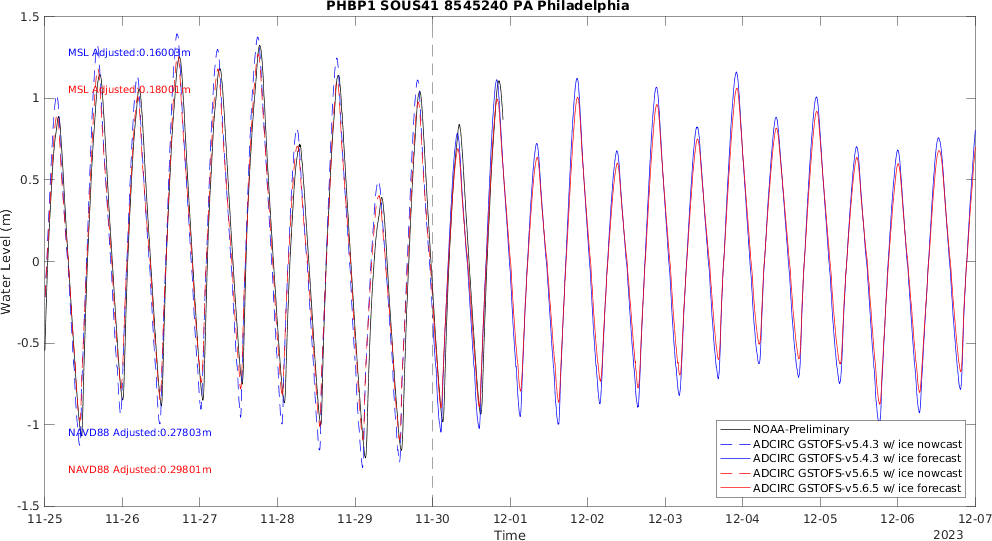 PHBP1 SOUS41 8545240 PA Philadelphia
1.5
1
0.5
0
-0.5
-1
-1.5
Water Level (m)
MSL Adjusted:0.16003m
MSL Adjusted:0.18001m
NAVD88 Adjusted:0.27803m
NAVD88 Adjusted:0.29801m
NOAA-Preliminary
ADCIRC GSTOFS-v5.4.3 w/ ice nowcast
ADCIRC GSTOFS-v5.4.3 w/ ice forecast
ADCIRC GSTOFS-v5.6.5 w/ ice nowcast
ADCIRC GSTOFS-v5.6.5 w/ ice forecast
11-25 11-26 11-27 11-28 11-29 11-30 12-01 12-02 12-03 12-04 12-05 12-06 12-07
Time
2023